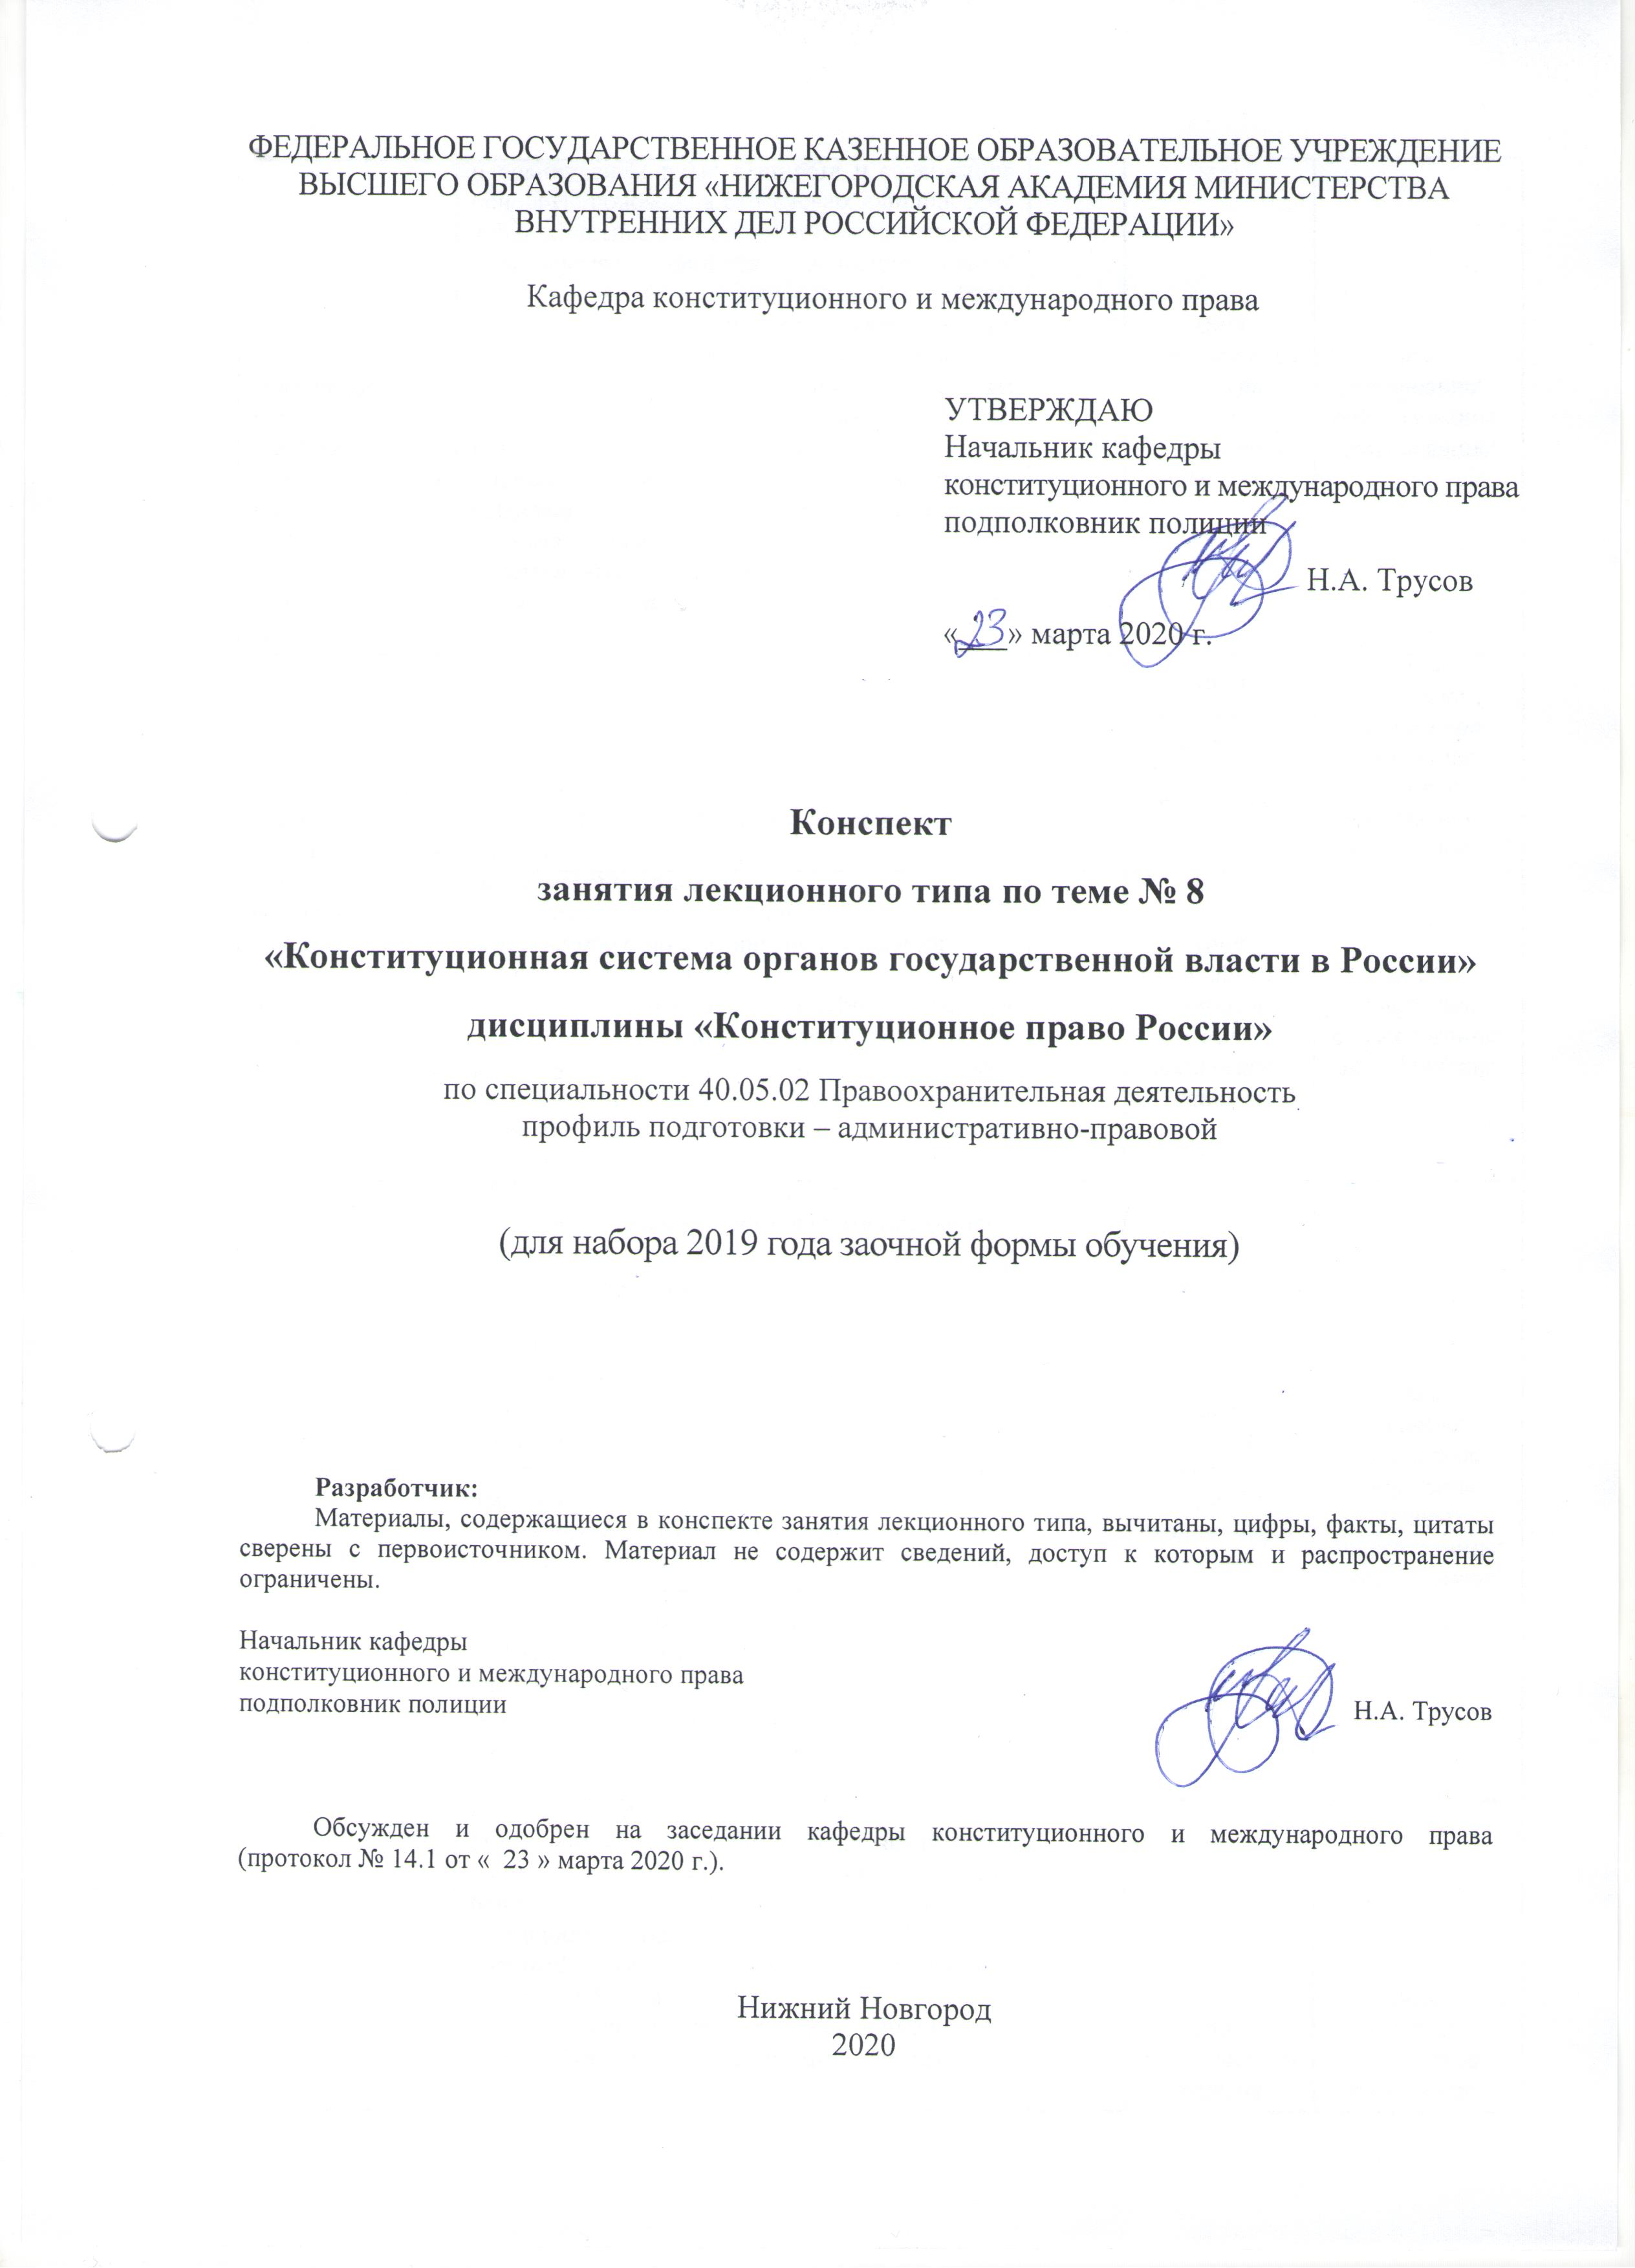 ФЕДЕРАЛЬНОЕ ГОСУДАРСТВЕННОЕ КАЗЕННОЕ ОБРАЗОВАТЕЛЬНОЕ УЧРЕЖДЕНИЕ
ВЫСШЕГО ОБРАЗОВАНИЯ «НИЖЕГОРОДСКАЯ АКАДЕМИЯ МИНИСТЕРСТВА
ВНУТРЕННИХ ДЕЛ РОССИЙСКОЙ ФЕДЕРАЦИИ»
Кафедра конституционного и международного права
УТВЕРЖДАЮ
Начальник кафедры
конституционного и международного права
подполковник полиции
Н.А. Трусов
«23» марта 2020 г.
Конспект
занятия лекционного типа по теме № 8
«Конституционная система органов государственной власти в России»
дисциплины «Конституционное право России»
по специальности 40.05.02 Правоохранительная деятельность
профиль подготовки – административно-правовой
(для набора 2019 года заочной формы обучения)
Разработчик:
Материалы, содержащиеся в конспекте занятия лекционного типа, вычитаны, цифры, факты, цитаты
сверены с первоисточником. Материал не содержит сведений, доступ к которым и распространение
ограничены.
Начальник кафедры
конституционного и международного права
подполковник полиции
Н.А. Трусов
Обсужден и одобрен на заседании кафедры конституционного и международного права
(протокол № 14.1 от « 23 » марта 2020 г.).
Нижний Новгород
2020